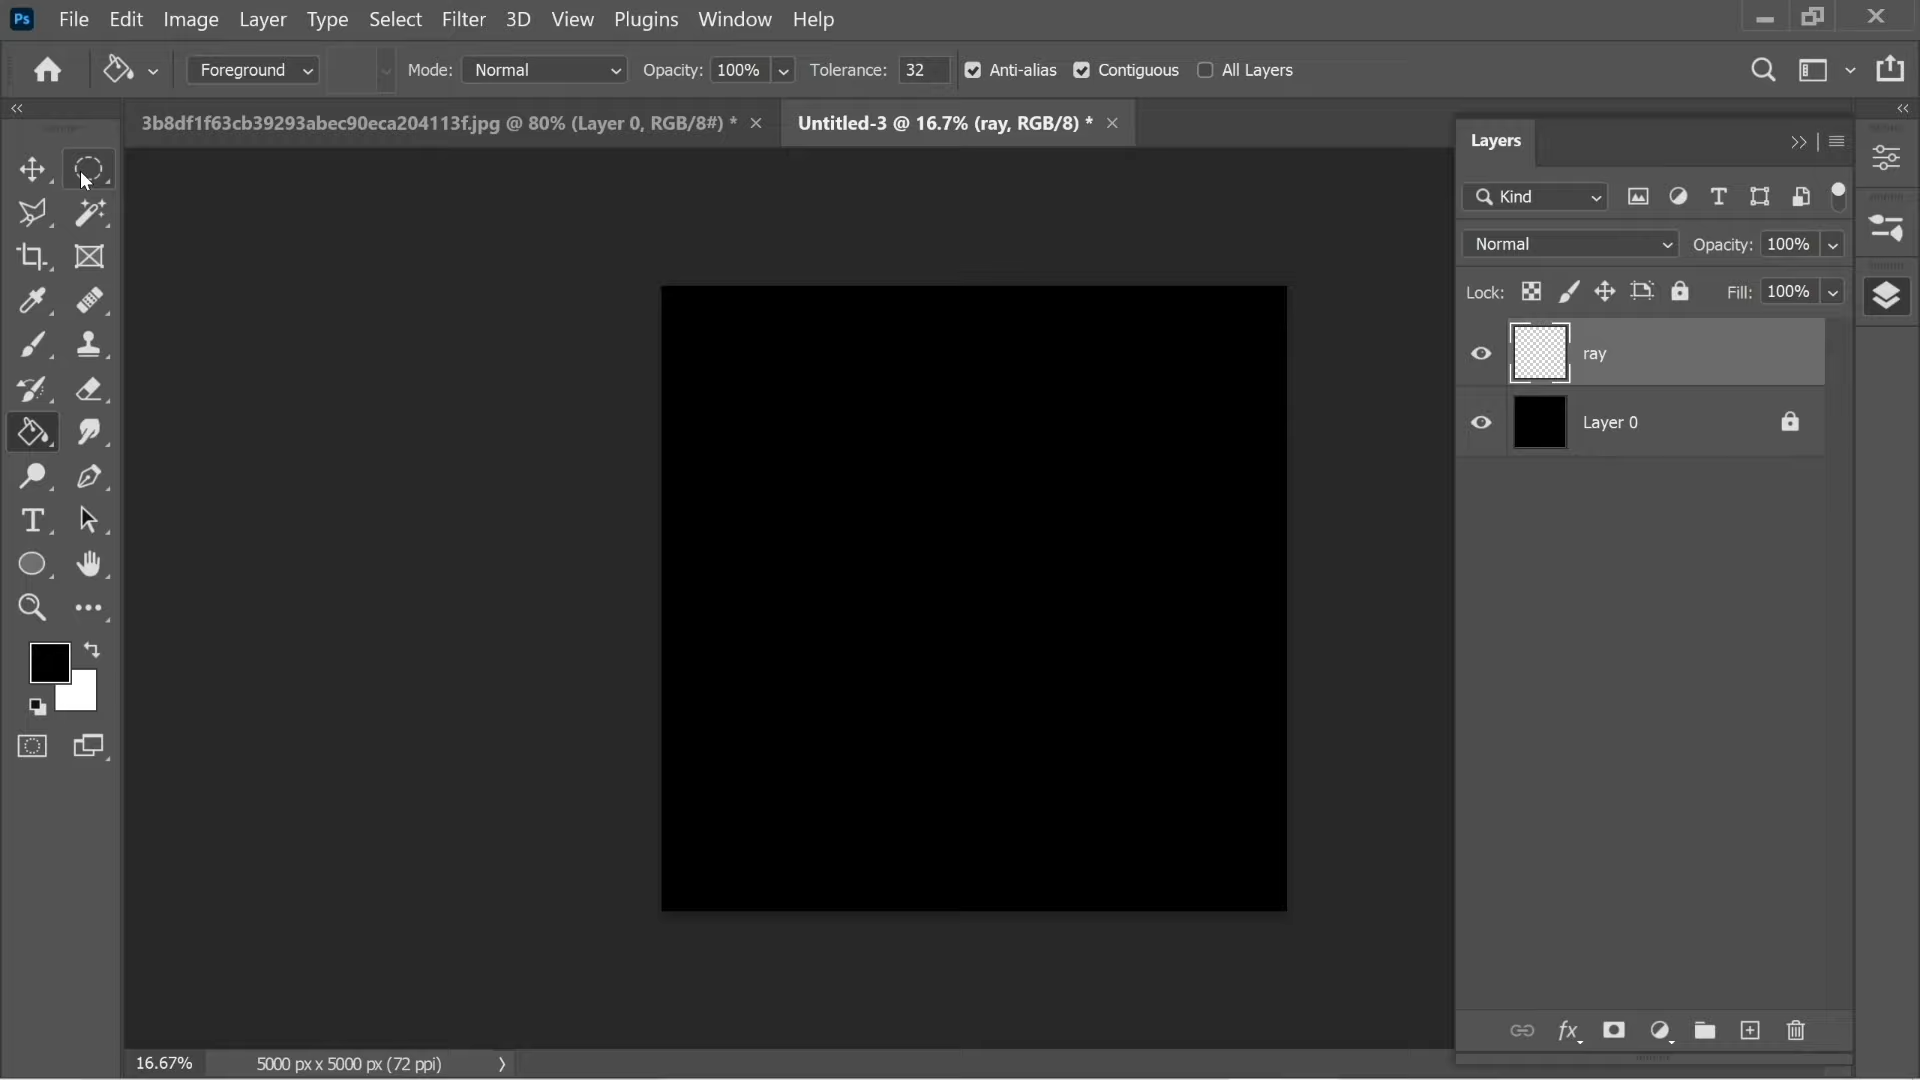 Ps File Edit Image Layer Type Select Filter 3D View Plugins Window Help
Foreground Mode: Normal Opacity: 100% Tolerance: 32 Anti-alias Contiguous All Layers
3b8df1f63cb39293abec90eca204113f.jpg @ 80% (Layer 0, RGB/8#) * Untitled-3 @ 16.7% (ray, RGB/8) *
Layers
Kind
Normal Opacity: 100%
Lock: Fill: 100%
ray
Layer 0
16.67% 5000 px x 5000 px (72 ppi)